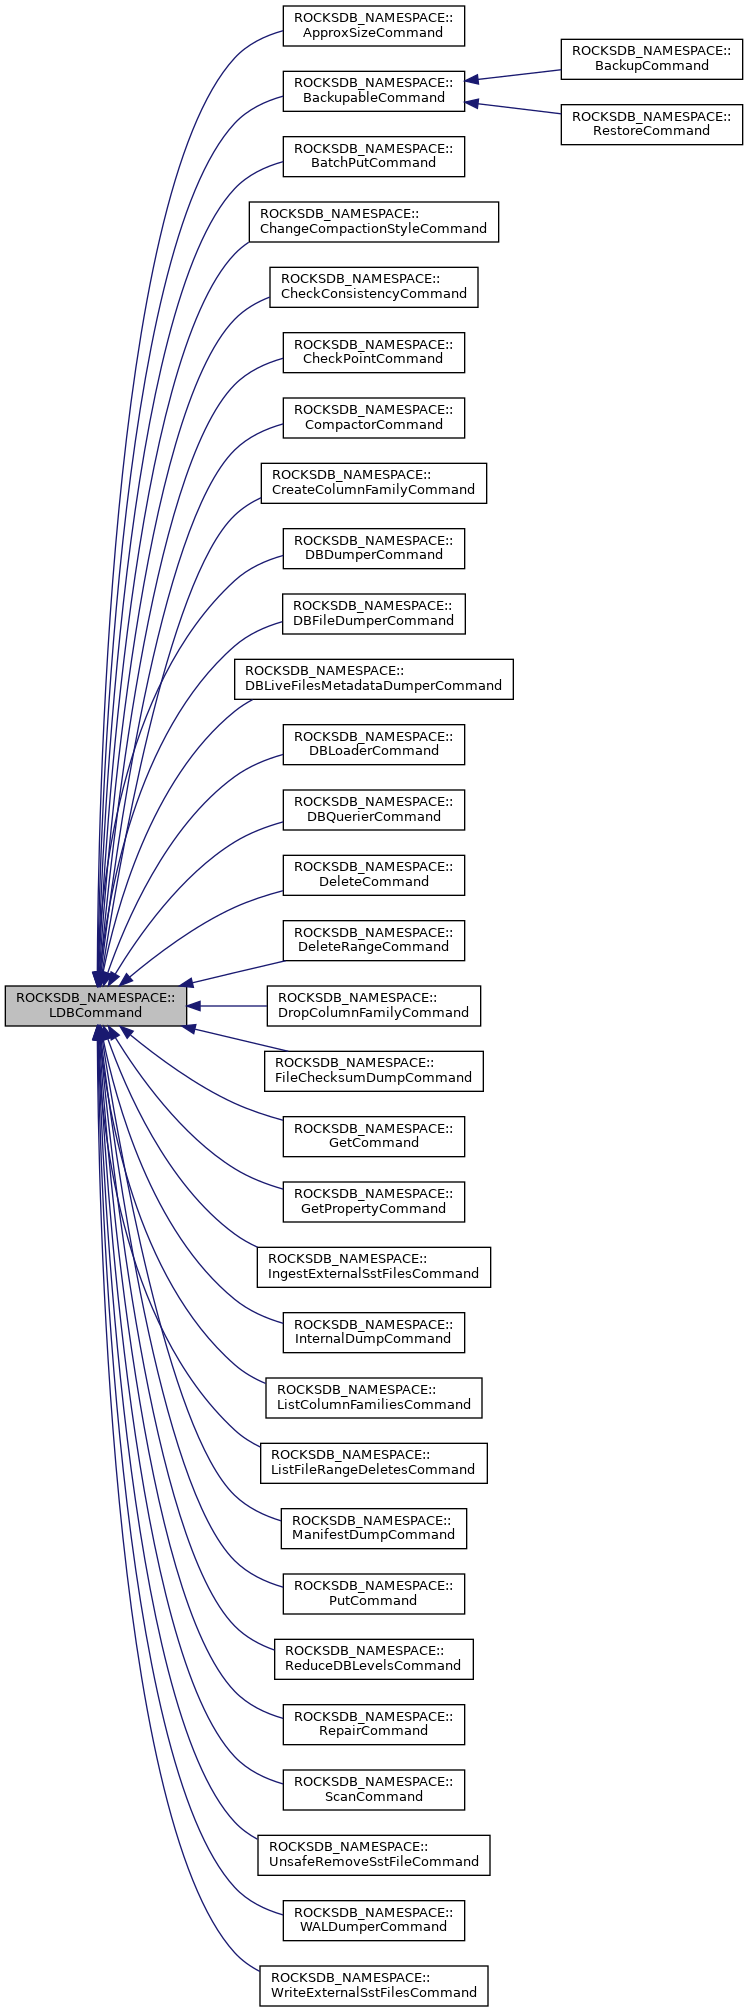 ROCKSDB_NAMESPACE::
ApproxSizeCommand
ROCKSDB_NAMESPACE::
BackupableCommand
ROCKSDB_NAMESPACE::
BackupCommand
ROCKSDB_NAMESPACE::
RestoreCommand
ROCKSDB_NAMESPACE::
BatchPutCommand
ROCKSDB_NAMESPACE::
ChangeCompactionStyleCommand
ROCKSDB_NAMESPACE::
CheckConsistencyCommand
ROCKSDB_NAMESPACE::
CheckPointCommand
ROCKSDB_NAMESPACE::
CompactorCommand
ROCKSDB_NAMESPACE::
CreateColumnFamilyCommand
ROCKSDB_NAMESPACE::
DBDumperCommand
ROCKSDB_NAMESPACE::
DBFileDumperCommand
ROCKSDB_NAMESPACE::
DBLiveFilesMetadataDumperCommand
ROCKSDB_NAMESPACE::
DBLoaderCommand
ROCKSDB_NAMESPACE::
DBQuerierCommand
ROCKSDB_NAMESPACE::
DeleteCommand
ROCKSDB_NAMESPACE::
DeleteRangeCommand
ROCKSDB_NAMESPACE::
LDBCommand
ROCKSDB_NAMESPACE::
DropColumnFamilyCommand
ROCKSDB_NAMESPACE::
FileChecksumDumpCommand
ROCKSDB_NAMESPACE::
GetCommand
ROCKSDB_NAMESPACE::
GetPropertyCommand
ROCKSDB_NAMESPACE::
IngestExternalSstFilesCommand
ROCKSDB_NAMESPACE::
InternalDumpCommand
ROCKSDB_NAMESPACE::
ListColumnFamiliesCommand
ROCKSDB_NAMESPACE::
ListFileRangeDeletesCommand
ROCKSDB_NAMESPACE::
ManifestDumpCommand
ROCKSDB_NAMESPACE::
PutCommand
ROCKSDB_NAMESPACE::
ReduceDBLevelsCommand
ROCKSDB_NAMESPACE::
RepairCommand
ROCKSDB_NAMESPACE::
ScanCommand
ROCKSDB_NAMESPACE::
UnsafeRemoveSstFileCommand
ROCKSDB_NAMESPACE::
WALDumperCommand
ROCKSDB_NAMESPACE::
WriteExternalSstFilesCommand